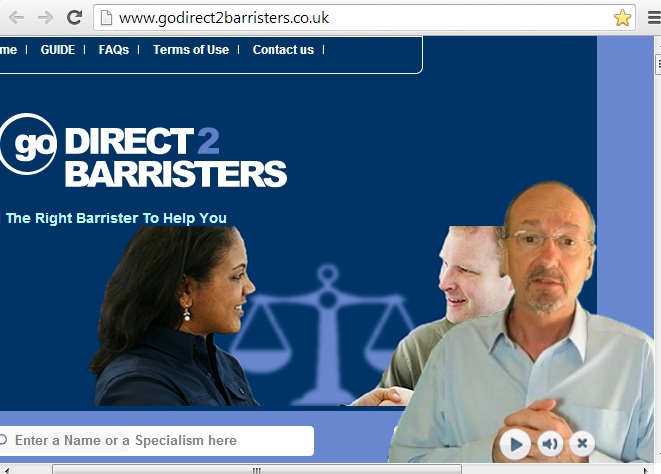 www.godirect2barristers.co.uk
me | GUIDE | FAQs | Terms of Use | Contact us |
go DIRECT 2
BARRISTERS
The Right Barrister To Help You
Enter a Name or a Specialism here